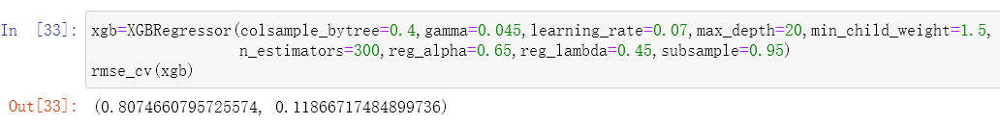 In [33]: xgb=XGBRegressor(colsample_bytree=0.4,gamma=0.045,learning_rate=0.07,max_depth=20,min_child_weight=1.5,
n_estimators=300,reg_alpha=0.65,reg_lambda=0.45,subsample=0.95)
rmse_cv(xgb)
Out[33]: (0.8074660795725574, 0.11866717484899736)